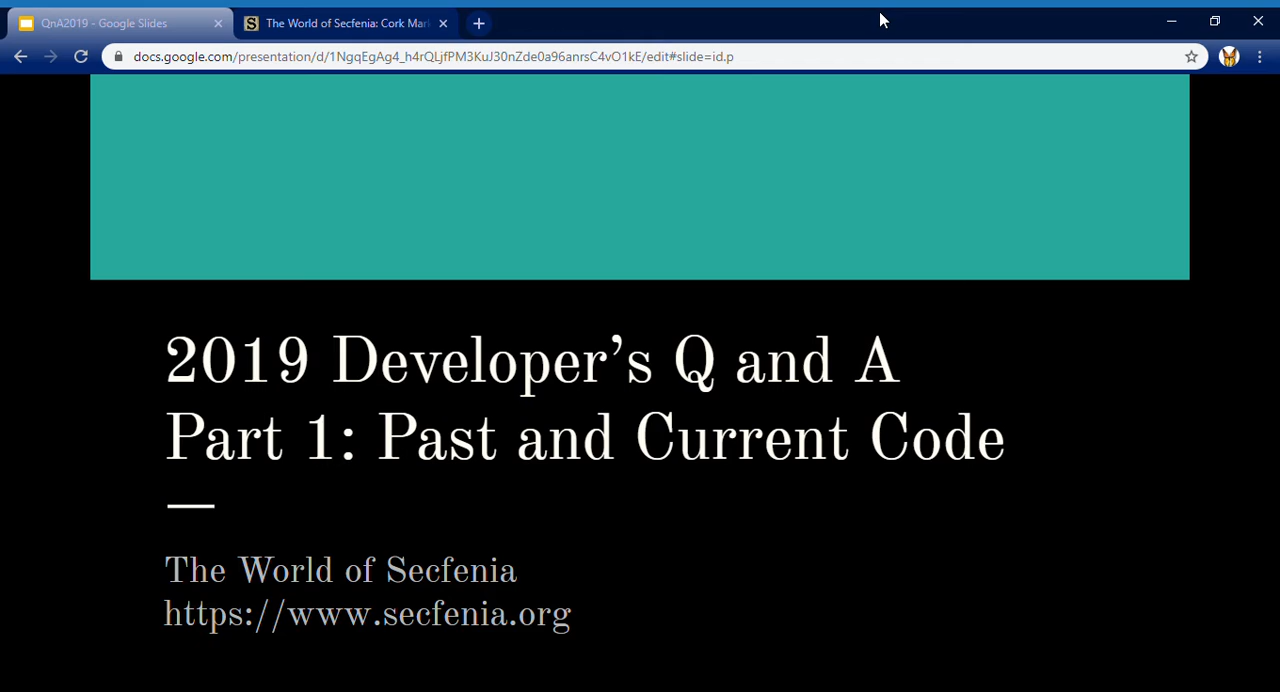 QnA2019 - Google Slides
The World of Secfenia: Cork Mar
docs.google.com/presentation/d/1NgqEgAg4_h4rQLjfPM3KuJ30nZde0a96anrsC4vO1kE/edit#slide=id.p
2019 Developer’s Q and A
Part 1: Past and Current Code
The World of Secfenia
https://www.secfenia.org